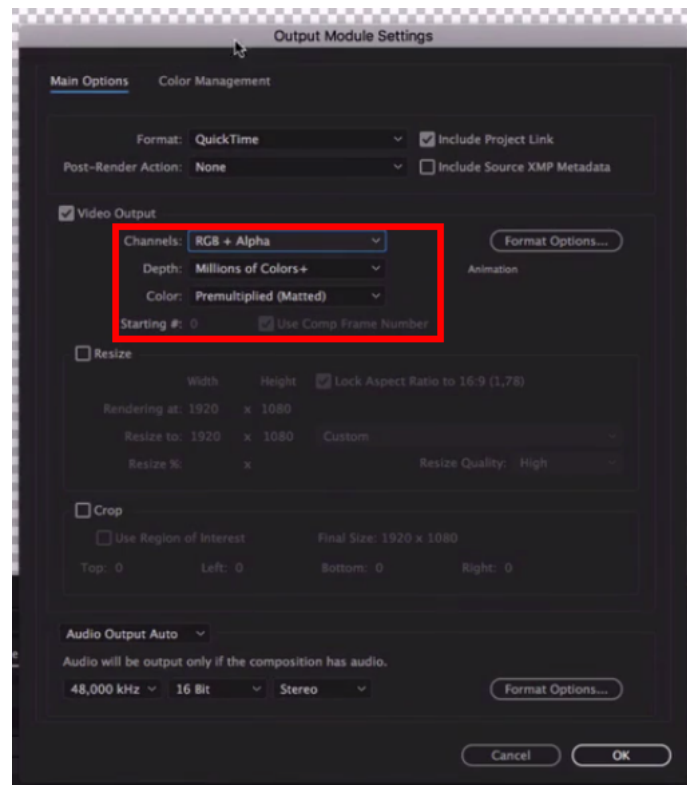 Output Module Settings
Main Options Color Management
Format: QuickTime Include Project Link
Post-Render Action: None Include Source XMP Metadata
Video Output
Channels: RGB + Alpha Format Options...
Depth: Millions of Colors+ Animation
Color: Premultiplied (Matted)
Starting #: 0 Use Comp Frame Number
Resize
Width Height Lock Aspect Ratio to 16:9 (1,78)
Rendering at: 1920 x 1080
Resize to: 1920 x 1080 Custom
Resize %: x Resize Quality: High
Crop
Use Region of Interest Final Size: 1920 x 1080
Top: 0 Left: 0 Bottom: 0 Right: 0
Audio Output Auto
Audio will be output only if the composition has audio.
48,000 kHz 16 Bit Stereo Format Options...
Cancel OK